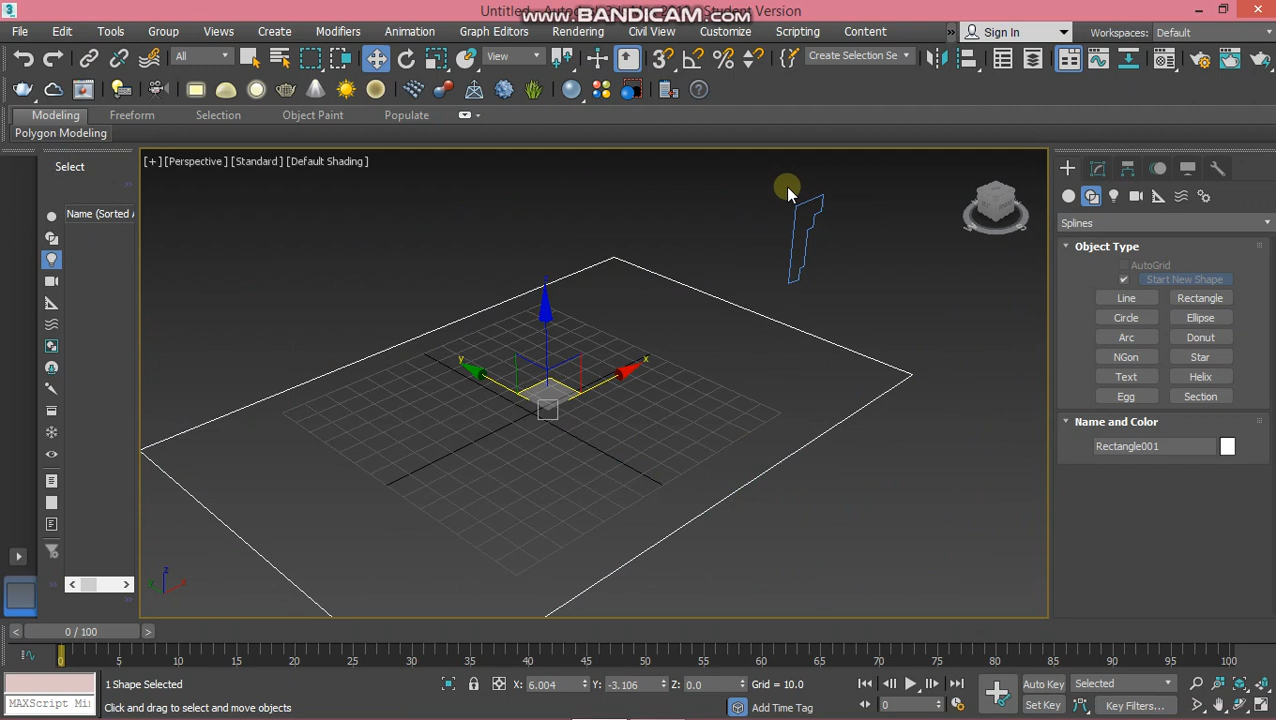 Untitled - Autodesk 3ds Max Student Version
www.BANDICAM.com
File Edit Tools Group Views Create Modifiers Animation Graph Editors Rendering Civil View Customize Scripting Content » Sign In Workspaces: Default
All View Create Selection Se
Modeling Freeform Selection Object Paint Populate
Polygon Modeling
Select
[+] [Perspective ] [Standard ] [Default Shading ]
Name (Sorted A
Splines
Object Type
AutoGrid
Start New Shape
Line Rectangle
Circle Ellipse
Arc Donut
NGon Star
Text Helix
Egg Section
Name and Color
Rectangle001
x
y
z
0 / 100
0 5 10 15 20 25 30 35 40 45 50 55 60 65 70 75 80 85 90 95 100
1 Shape Selected X: 6.004 Y: -3.106 Z: 0.0 Grid = 10.0 Auto Key Selected
MAXScript Mi Click and drag to select and move objects Add Time Tag 0 Set Key Key Filters...